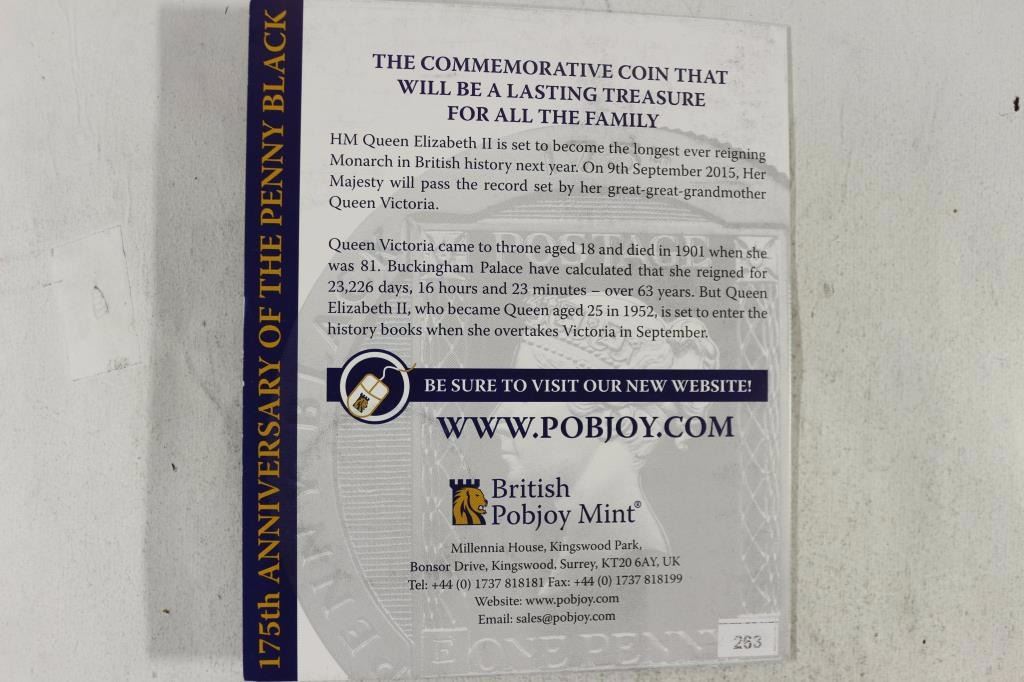 175th ANNIVERSARY OF THE PENNY BLACK
THE COMMEMORATIVE COIN THAT
WILL BE A LASTING TREASURE
FOR ALL THE FAMILY
HM Queen Elizabeth II is set to become the longest ever reigning
Monarch in British history next year. On 9th September 2015, Her
Majesty will pass the record set by her great-great-grandmother
Queen Victoria.
Queen Victoria came to throne aged 18 and died in 1901 when she
was 81. Buckingham Palace have calculated that she reigned for
23,226 days, 16 hours and 23 minutes – over 63 years. But Queen
Elizabeth II, who became Queen aged 25 in 1952, is set to enter the
history books when she overtakes Victoria in September.
BE SURE TO VISIT OUR NEW WEBSITE!
WWW.POBJOY.COM
British
Pobjoy Mint®
Millennia House, Kingswood Park,
Bonsor Drive, Kingswood, Surrey, KT20 6AY, UK
Tel: +44 (0) 1737 818181 Fax: +44 (0) 1737 818199
Website: www.pobjoy.com
Email: sales@pobjoy.com
POSTAGE
ONE PENNY
263